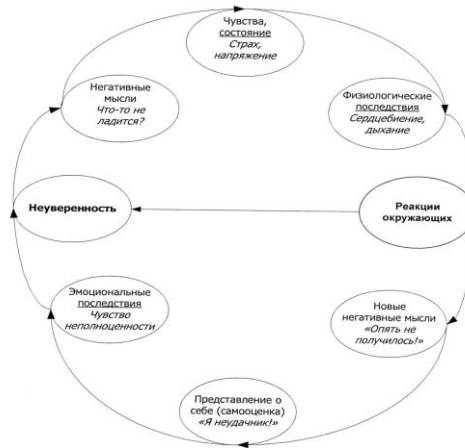 Чувства,
состояние
Страх,
напряжение
Негативные
мысли
Что-то не
ладится?
Физиологические
последствия
Сердцебиение,
дыхание
Неуверенность
Реакции
окружающих
Эмоциональные
последствия
Чувство
неполноценности
Новые
негативные мысли
«Опять не
получилось!»
Представление о
себе (самооценка)
«Я неудачник!»